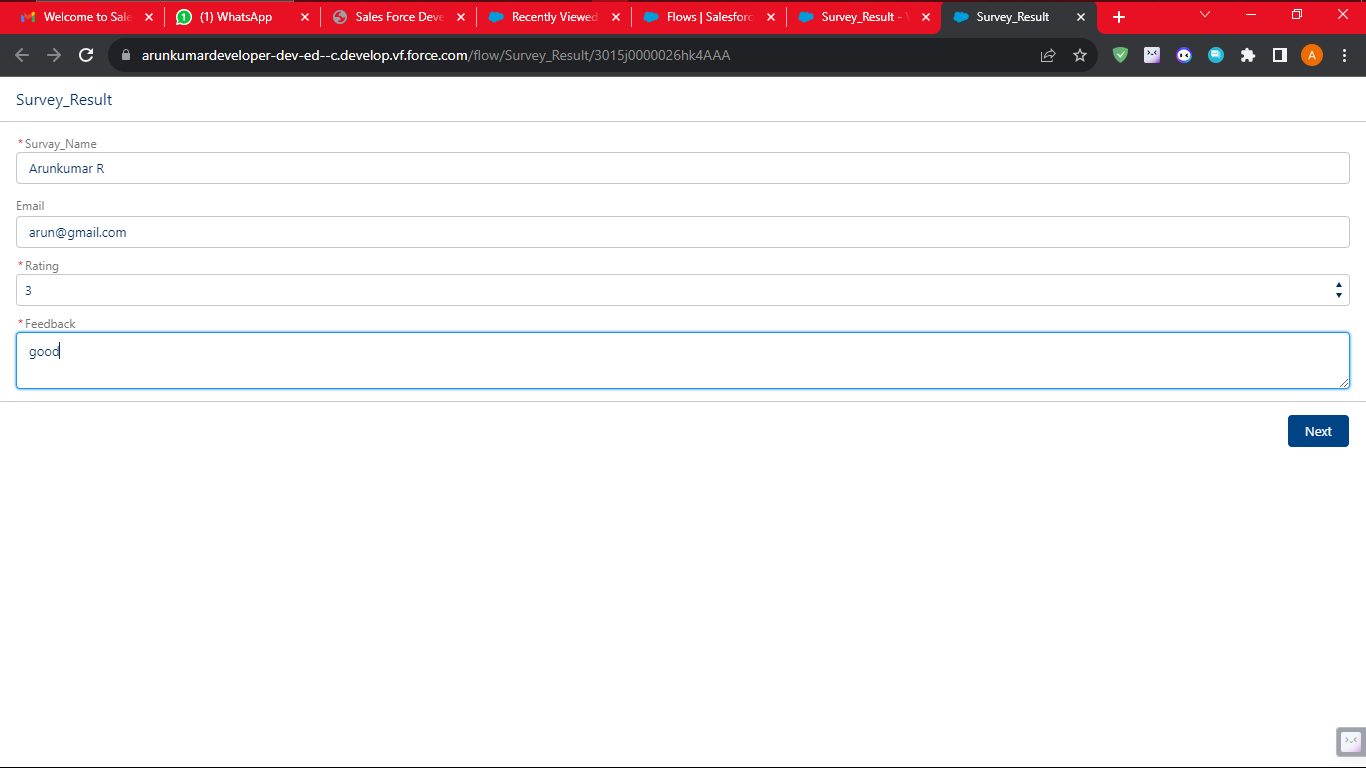 Welcome to Sale
(1) WhatsApp
Sales Force Deve
Recently Viewed
Flows | Salesforc
Survey_Result - V
Survey_Result
arunkumardeveloper-dev-ed--c.develop.vf.force.com/flow/Survey_Result/3015j0000026hk4AAA
A
Survey_Result
*Survay_Name
Arunkumar R
Email
arun@gmail.com
*Rating
3
*Feedback
good
Next